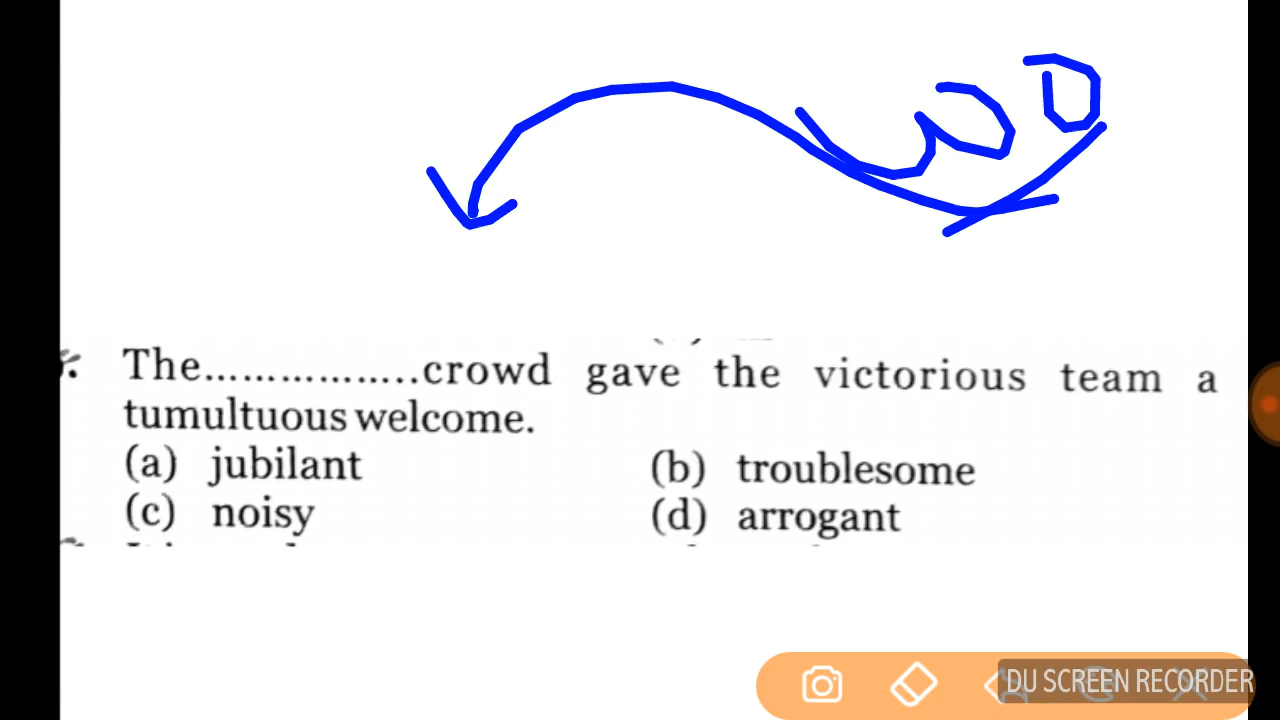 The..................crowd gave the victorious team a
tumultuous welcome.
(a) jubilant (b) troublesome
(c) noisy (d) arrogant
DU SCREEN RECORDER